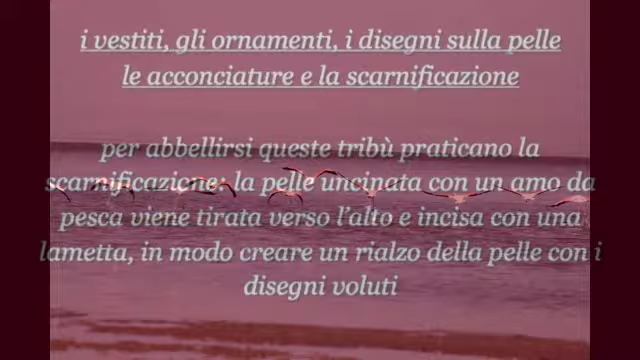 i vestiti, gli ornamenti, i disegni sulla pelle
le acconciature e la scarnificazione
per abbellirsi queste tribù praticano la
scarnificazione: la pelle uncinata con un amo da
pesca viene tirata verso l'alto e incisa con una
lametta, in modo creare un rialzo della pelle con i
disegni voluti